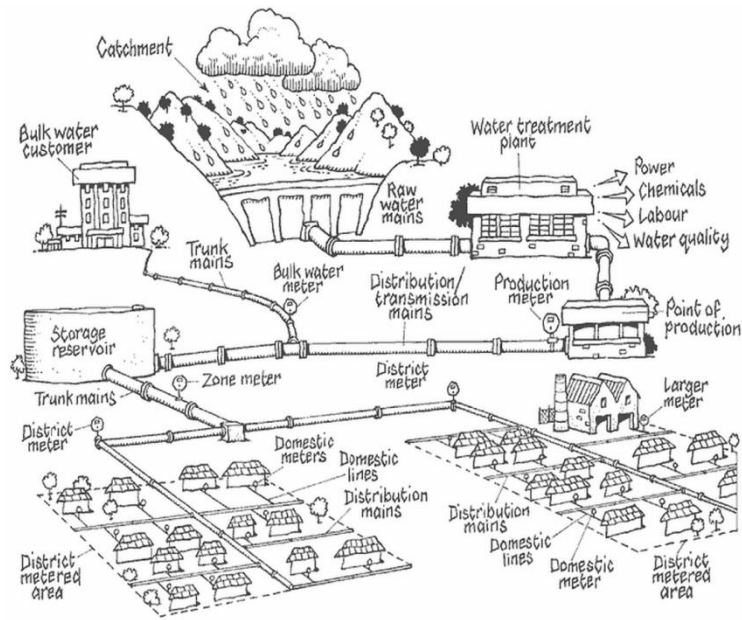 Catchment
Bulk water
customer
Water treatment
plant
Power
Chemicals
Labour
Water quality
Raw
water
mains
Trunk
mains
Bulk water
meter
Distribution/
transmission
mains
Production
meter
Point of
production
Storage
reservoir
Zone meter
District
meter
Trunk mains
Larger
meter
District
meter
Domestic
meters
Domestic
lines
Distribution
mains
Distribution
mains
Domestic
lines
Domestic
meter
District
metered
area
District
metered
area